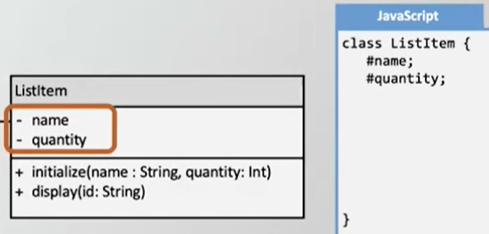 ListItem
- name
- quantity
+ initialize(name : String, quantity: Int)
+ display(id: String)
JavaScript
class ListItem {
#name;
#quantity;
}